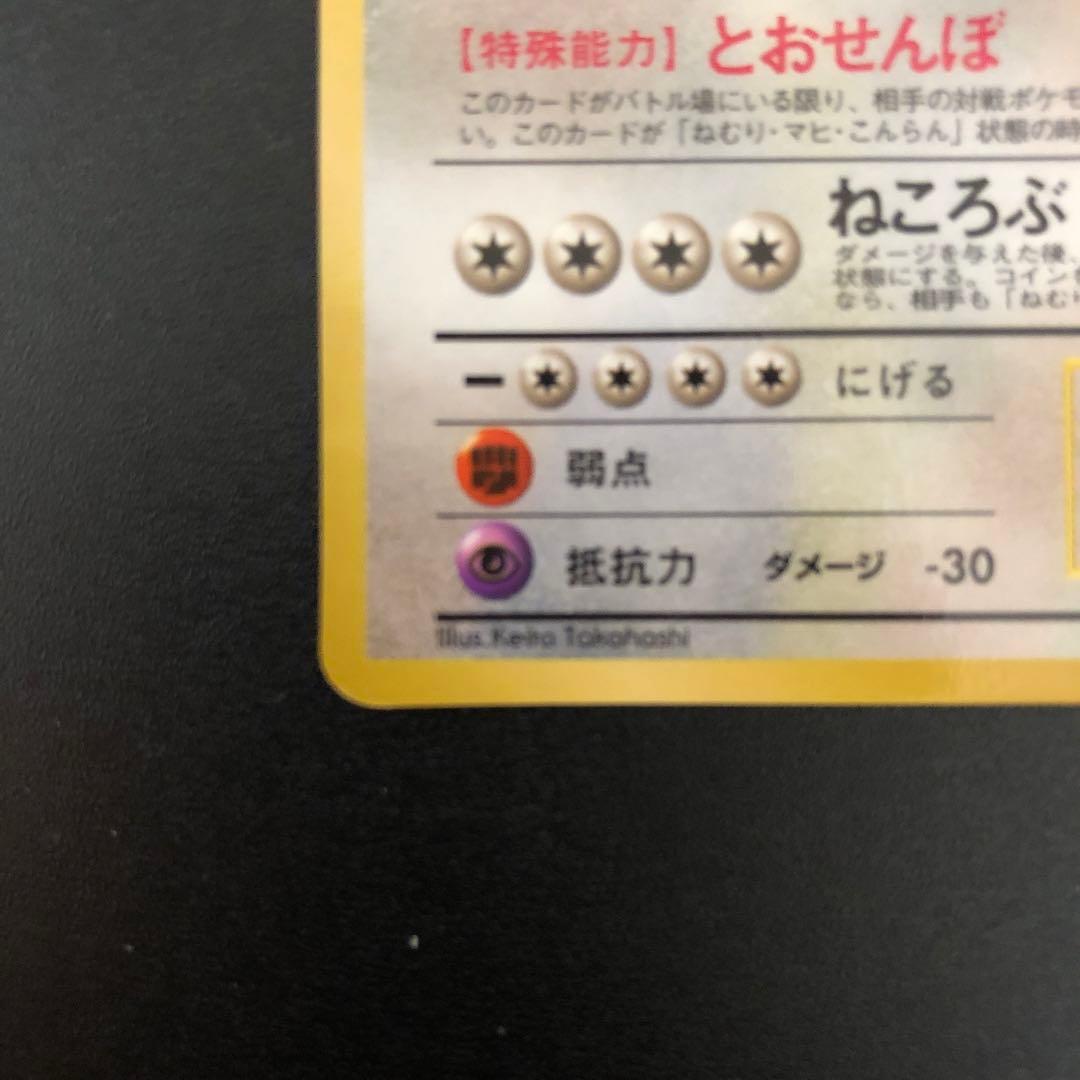 【特殊能力】 とおせんぼ
このカードがバトル場にいる限り、相手の対戦ポケモ
い。このカードが「ねむり・マヒ・こんらん」状態の時
ねころぶ
ダメージを与えた後、
状態にする。コイン
なら、相手も「ねむり
にげる
弱点
抵抗力 ダメージ -30
Illus. Keiro Takahashi